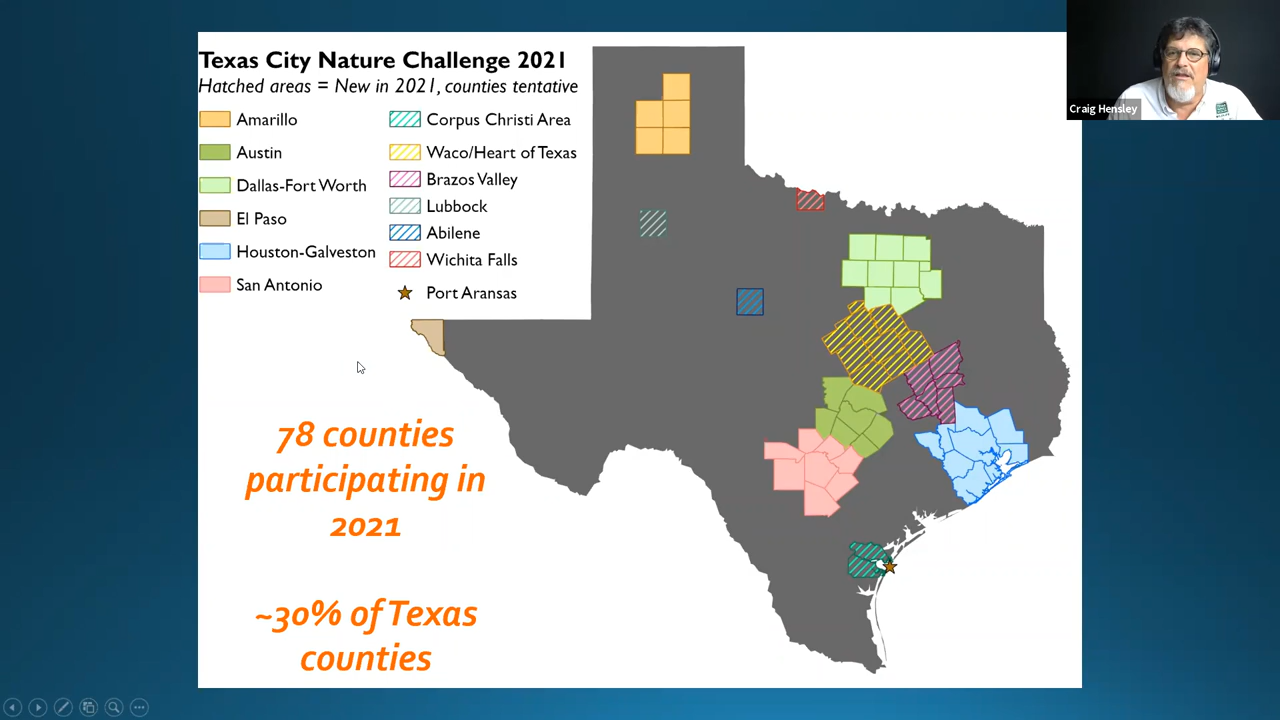 Texas City Nature Challenge 2021
Hatched areas = New in 2021, counties tentative
Amarillo
Austin
Dallas-Fort Worth
El Paso
Houston-Galveston
San Antonio
Corpus Christi Area
Waco/Heart of Texas
Brazos Valley
Lubbock
Abilene
Wichita Falls
Port Aransas
78 counties
participating in
2021
~30% of Texas
counties
Craig Hensley